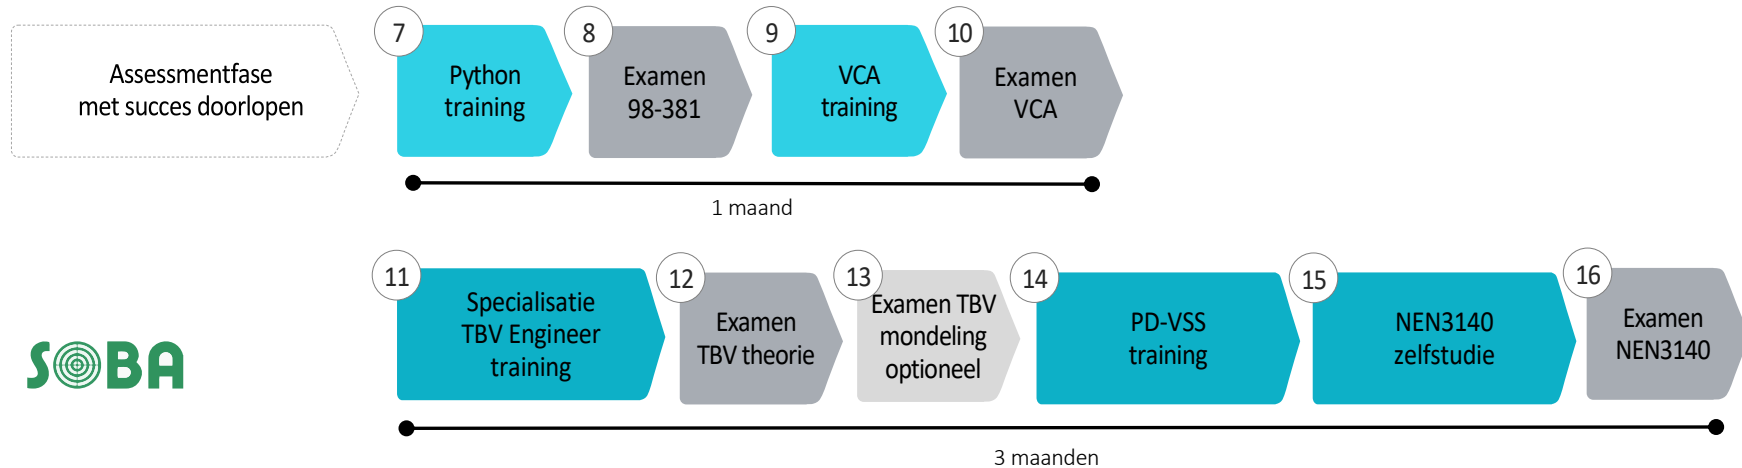 Assessmentfase
met succes doorlopen
7
Python
training
8
Examen
98-381
9
VCA
training
10
Examen
VCA
1 maand
11
Specialisatie
TBV Engineer
training
12
Examen
TBV theorie
13
Examen TBV
mondeling
optioneel
14
PD-VSS
training
15
NEN3140
zelfstudie
16
Examen
NEN3140
SOBA
3 maanden